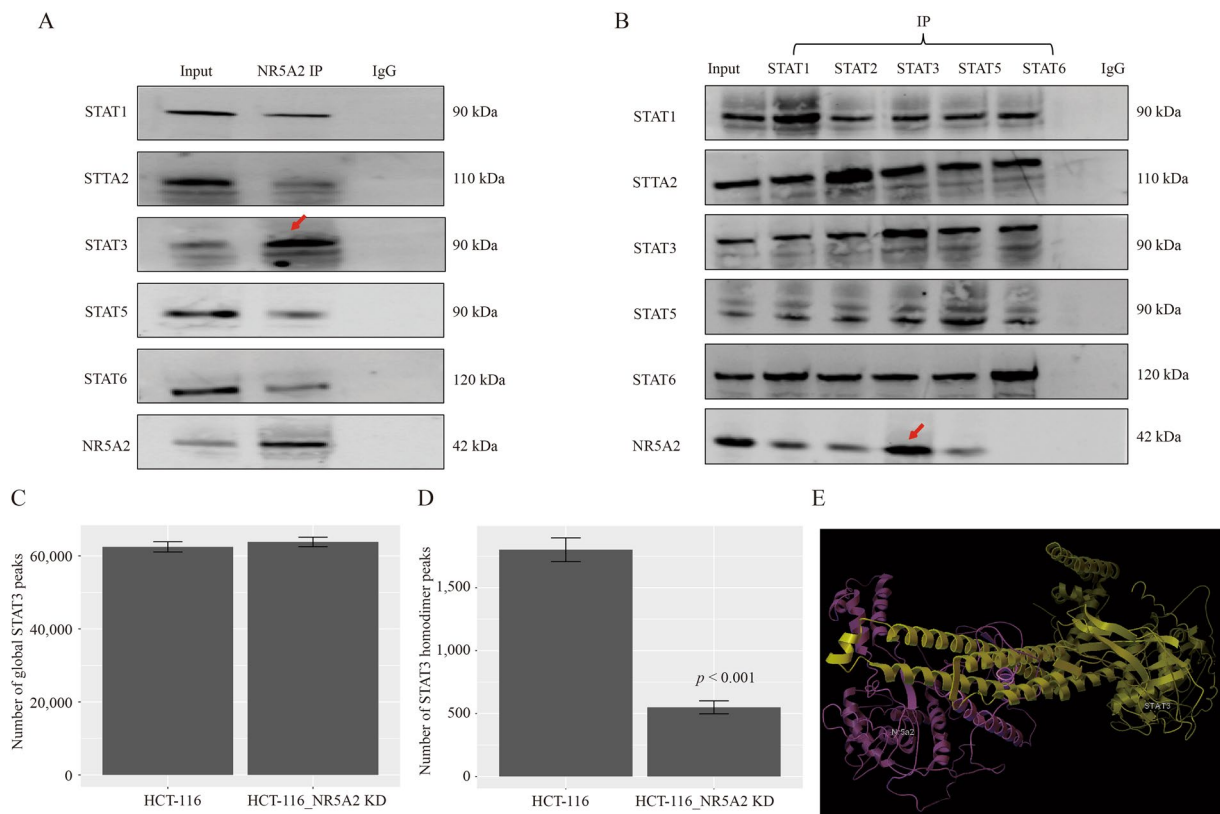 A
Input NR5A2 IP IgG
STAT1 90 kDa
STTA2 110 kDa
STAT3 90 kDa
STAT5 90 kDa
STAT6 120 kDa
NR5A2 42 kDa
B
IP
Input STAT1 STAT2 STAT3 STAT5 STAT6 IgG
STAT1 90 kDa
STTA2 110 kDa
STAT3 90 kDa
STAT5 90 kDa
STAT6 120 kDa
NR5A2 42 kDa
C
Number of global STAT3 peaks
60,000
40,000
20,000
0
HCT-116 HCT-116_NR5A2 KD
D
Number of STAT3 homodimer peaks
1,500
1,000
500
0
p < 0.001
HCT-116 HCT-116_NR5A2 KD
E
STAT3